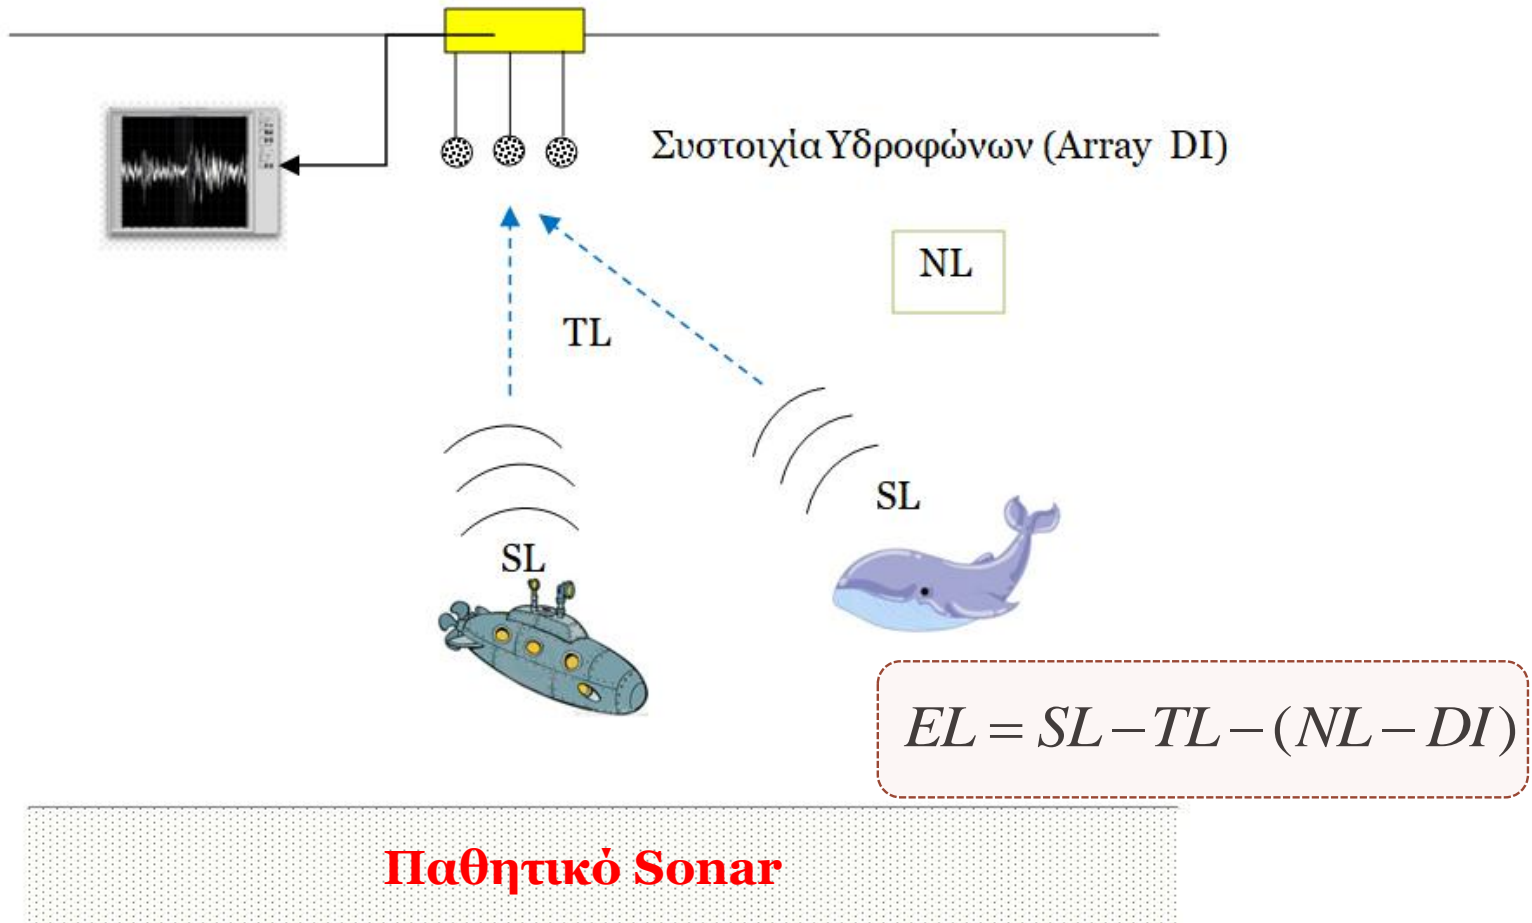 Συστοιχία Υδροφώνων (Array DI)
NL
TL
SL
SL
EL = SL − TL − (NL − DI)
Παθητικό Sonar